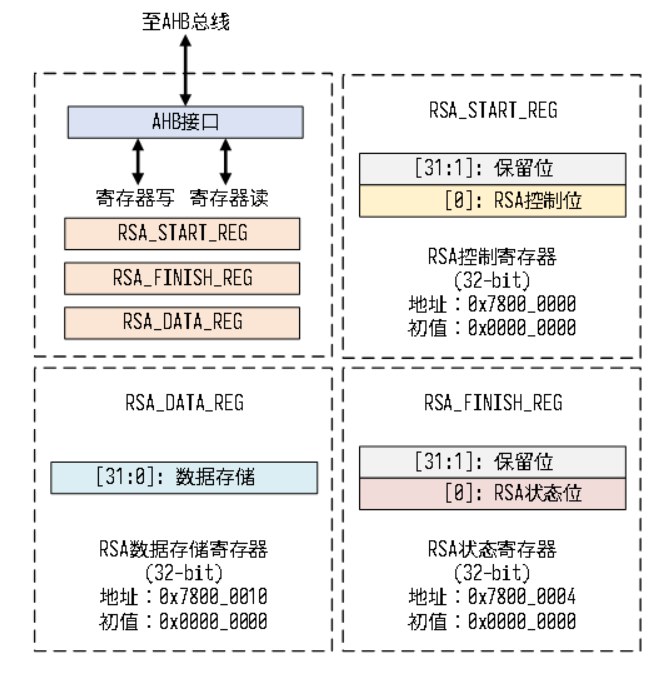 至AHB总线
AHB接口
寄存器写 寄存器读
RSA_START_REG
RSA_FINISH_REG
RSA_DATA_REG
RSA_START_REG
[31:1]: 保留位
[0]: RSA控制位
RSA控制寄存器
(32-bit)
地址：0x7800_0000
初值：0x0000_0000
RSA_DATA_REG
[31:0]: 数据存储
RSA数据存储寄存器
(32-bit)
地址：0x7800_0010
初值：0x0000_0000
RSA_FINISH_REG
[31:1]: 保留位
[0]: RSA状态位
RSA状态寄存器
(32-bit)
地址：0x7800_0004
初值：0x0000_0000